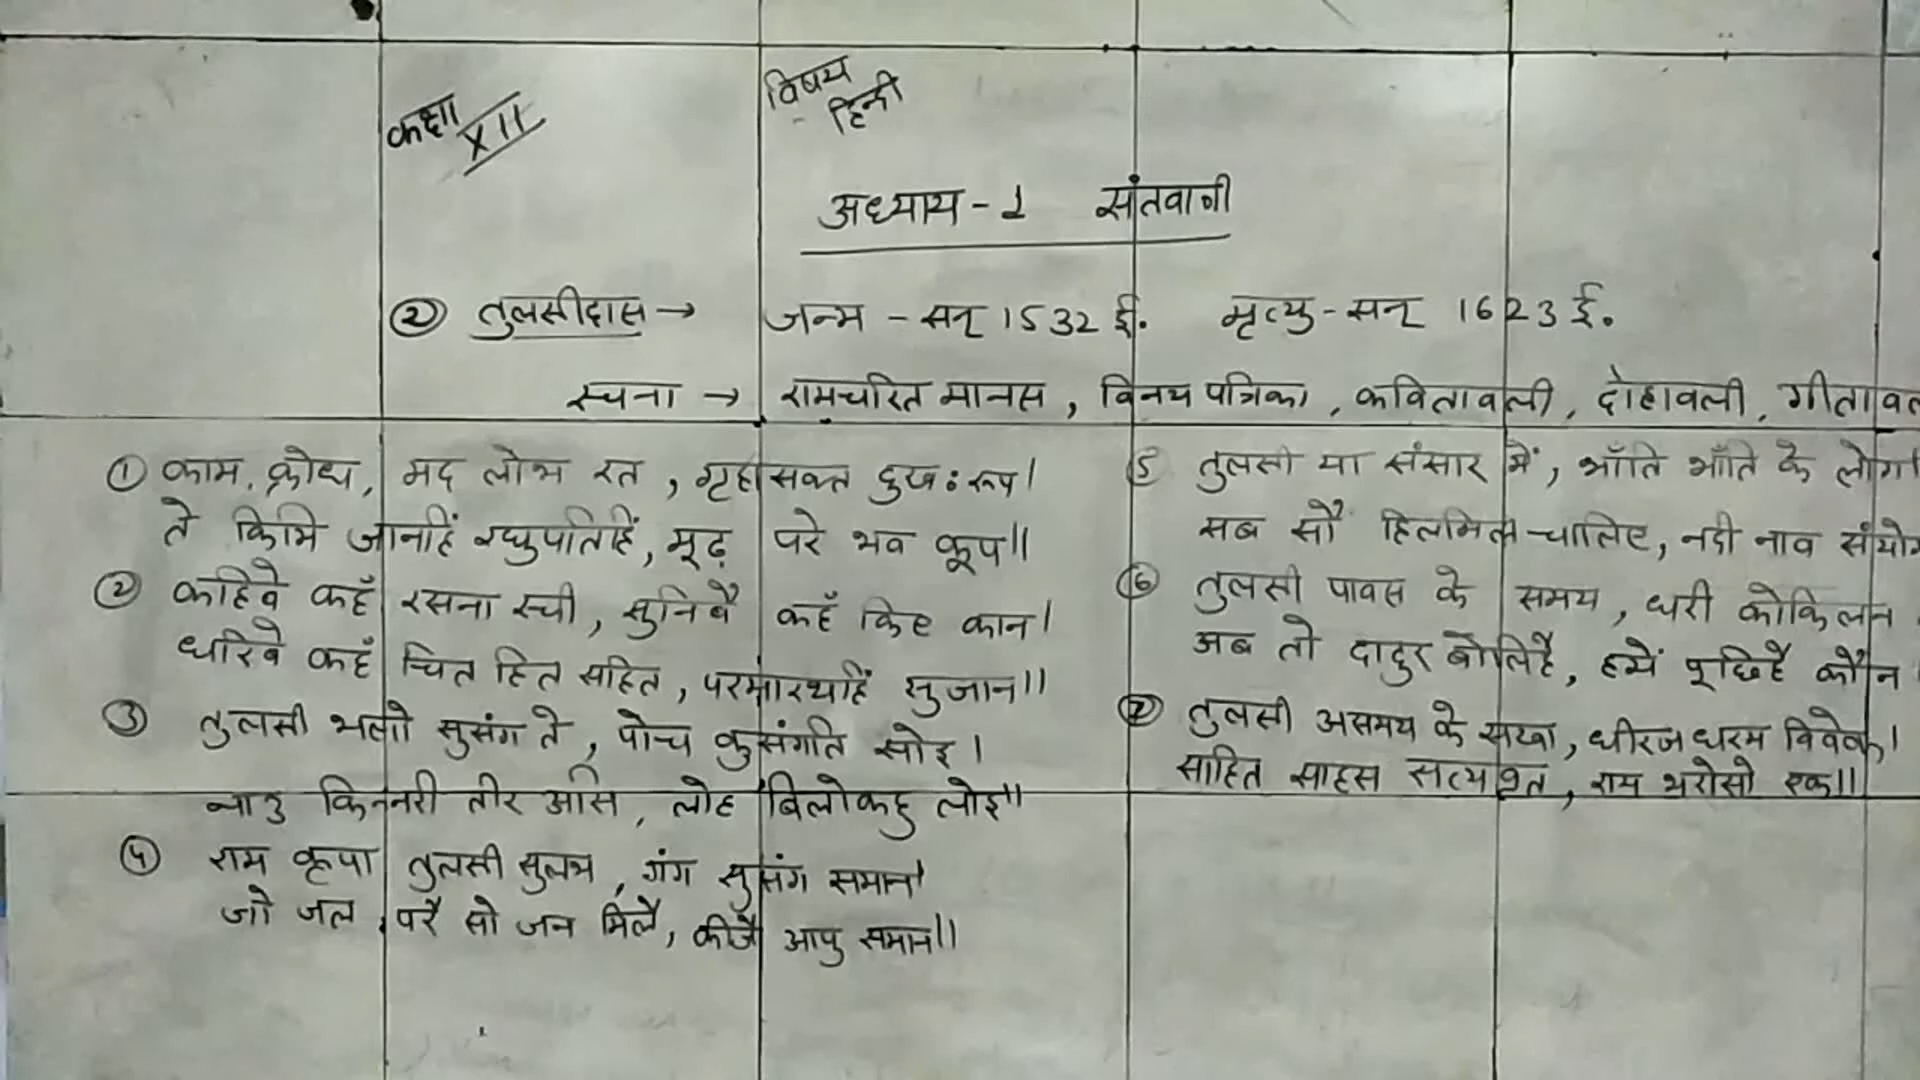 कक्षा XII
विषय हिन्दी
अध्याय - 1 संतवानी
② तुलसीदास → जन्म - सन् 1532 ई. मृत्यु - सन् 1623 ई.
रचना → रामचरित मानस, विनय पत्रिका, कवितावली, दोहावली, गीतावल
① काम, क्रोध, मद लोभ रत, गृहासक्त दुखः रूप।
ते किमि जानहिं रघुपतिहिं, मूढ़ परे भव कूप॥
② कहिवे कहँ रसना रची, सुनिवै कहँ किए कान।
धरिवे कहँ चित हित सहित, परमारथहिं सुजान॥
③ तुलसी भलो सुसंग ते, पोच कुसंगति सोइ।
नाउ किन्नरी तीर असि, लोह बिलोकहु लोइ॥
④ राम कृपा तुलसी सुलभ, गंग सुसंग समान।
जो जल परै सो जन मिलै, कीजै आपु समान॥
⑤ तुलसी या संसार में, भाँति भाँति के लोग।
सब सौं हिलमिल चालिए, नदी नाव संयोग
⑥ तुलसी पावस के समय, धरी कोकिलन
अब तो दादुर बोलिहै, हमें पूछिहै कौन
⑦ तुलसी असमय के सखा, धीरज धरम विवेक।
साहित साहस सत्यव्रत, राम भरोसो एक॥